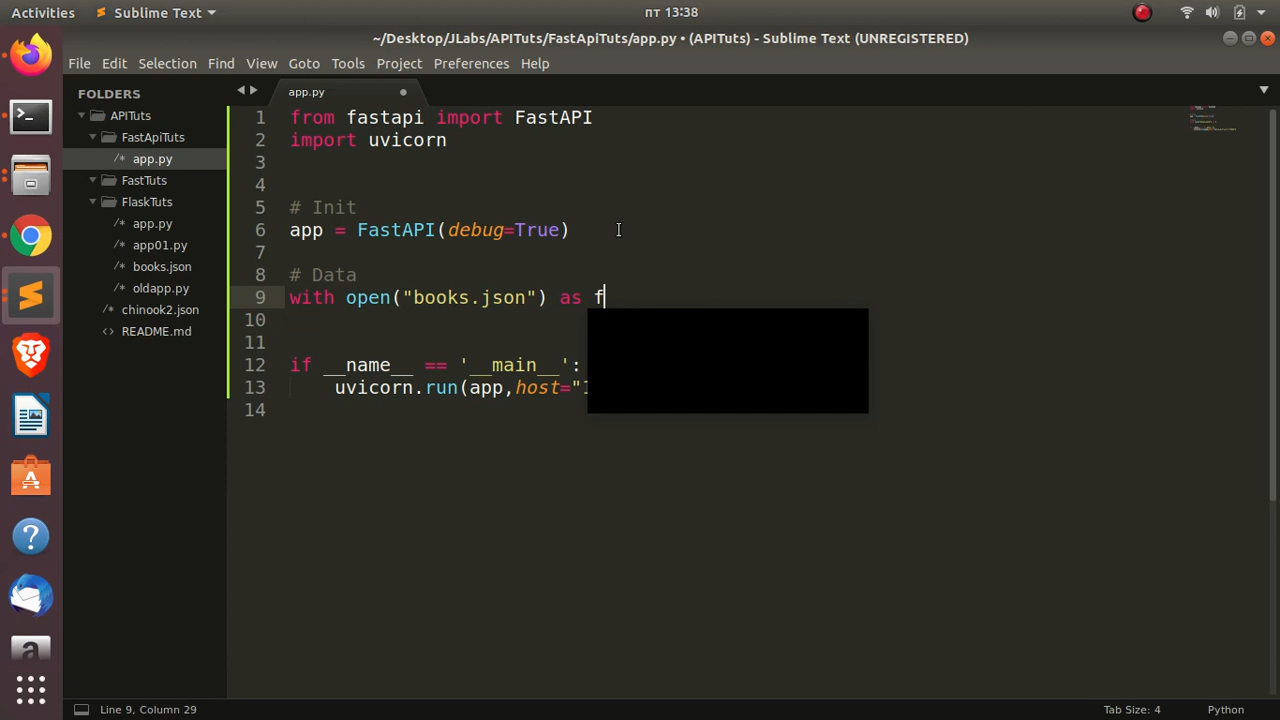 Activities Sublime Text пт 13:38
~/Desktop/JLabs/APITuts/FastApiTuts/app.py • (APITuts) - Sublime Text (UNREGISTERED)
File Edit Selection Find View Goto Tools Project Preferences Help
FOLDERS
APITuts
FastApiTuts
/* app.py
FastTuts
FlaskTuts
/* app.py
/* app01.py
/* books.json
/* oldapp.py
/* chinook2.json
<> README.md
app.py
1 from fastapi import FastAPI
2 import uvicorn
3
4
5 # Init
6 app = FastAPI(debug=True)
7
8 # Data
9 with open("books.json") as f
10
11
12 if __name__ == '__main__':
13 uvicorn.run(app,host="
14
Line 9, Column 29 Tab Size: 4 Python